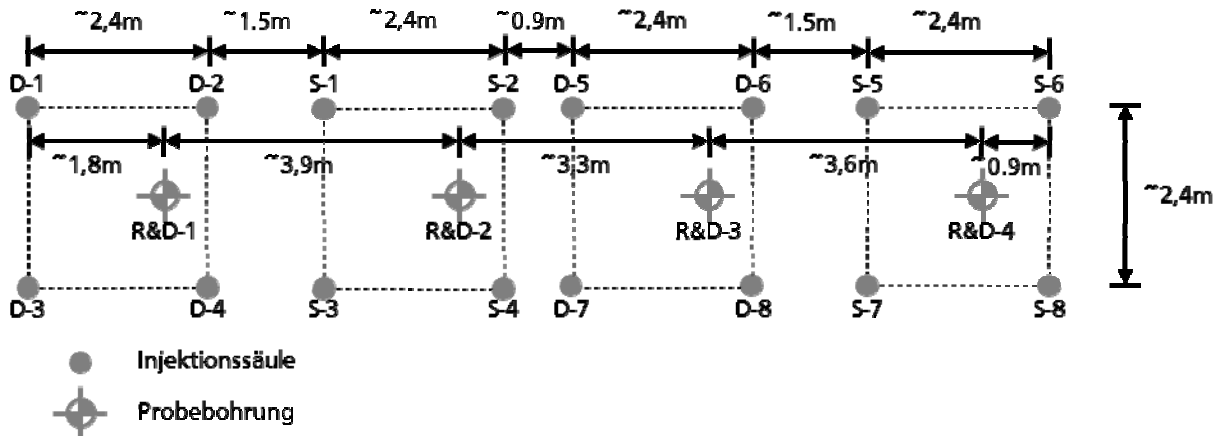 ~2,4m ~1.5m ~2,4m ~0.9m ~2,4m ~1.5m ~2,4m
D-1 D-2 S-1 S-2 D-5 D-6 S-5 S-6
~1,8m ~3,9m ~3,3m ~3,6m ~0.9m
~2,4m
R&D-1 R&D-2 R&D-3 R&D-4
D-3 D-4 S-3 S-4 D-7 D-8 S-7 S-8
Injektionssäule
Probebohrung